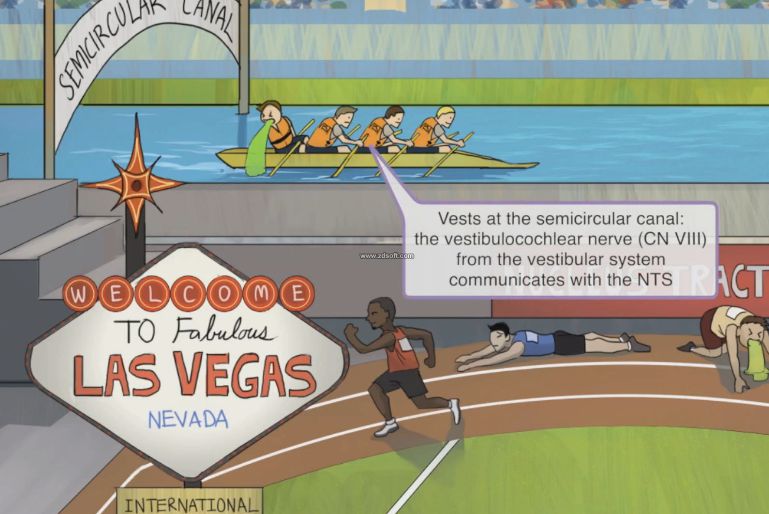 SEMICIRCULAR CANAL
Vests at the semicircular canal:
the vestibulocochlear nerve (CN VIII)
from the vestibular system
communicates with the NTS
www.zdsoft.com
TRACT
WELCOME
TO Fabulous
LAS VEGAS
NEVADA
INTERNATIONAL